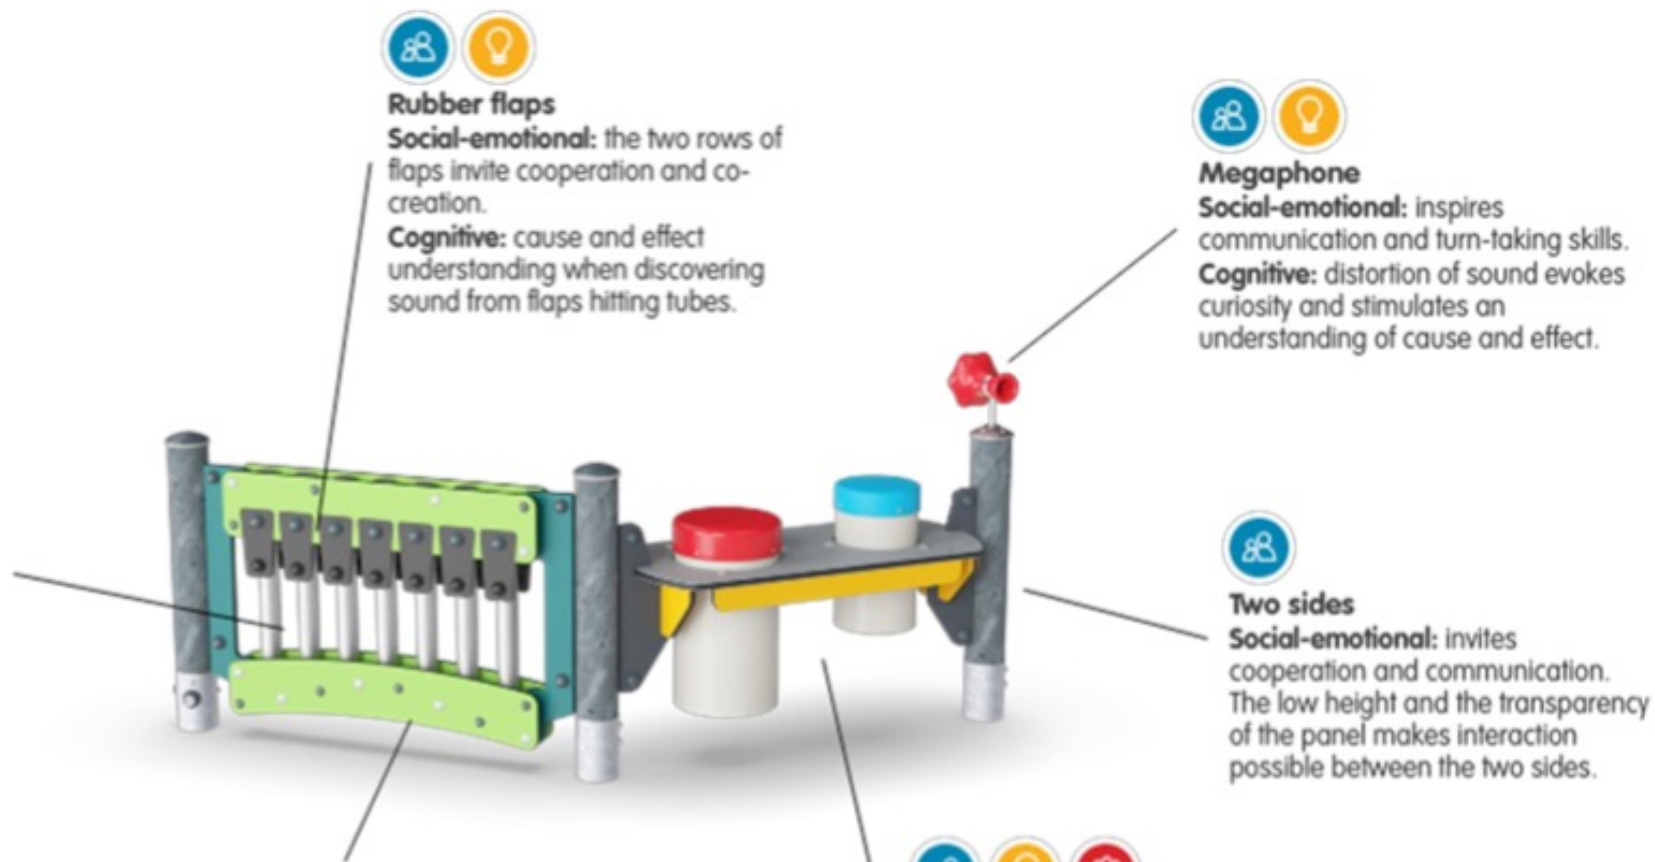 Rubber flaps
Social-emotional: the two rows of
flaps invite cooperation and co-
creation.
Cognitive: cause and effect
understanding when discovering
sound from flaps hitting tubes.
Megaphone
Social-emotional: inspires
communication and turn-taking skills.
Cognitive: distortion of sound evokes
curiosity and stimulates an
understanding of cause and effect.
Two sides
Social-emotional: invites
cooperation and communication.
The low height and the transparency
of the panel makes interaction
possible between the two sides.